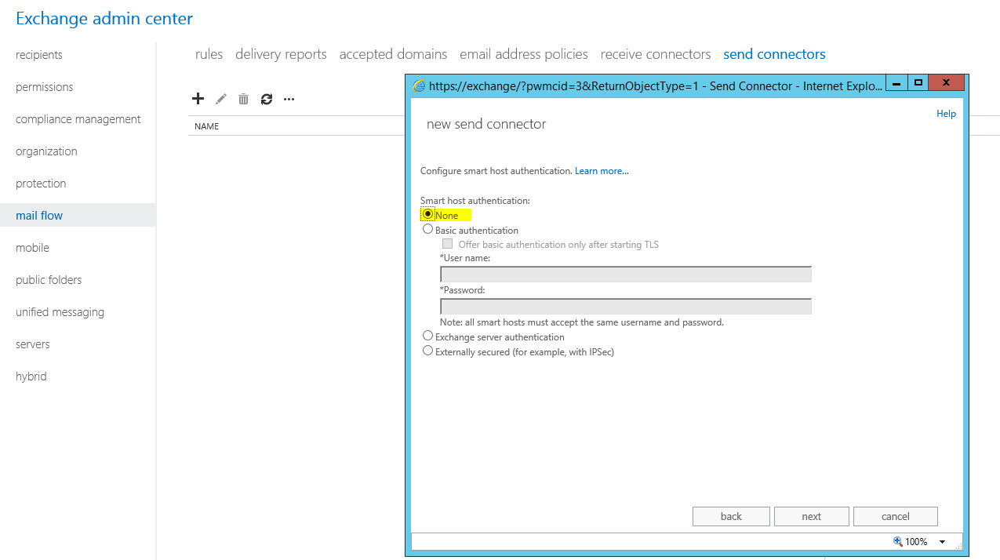 Exchange admin center
recipients
permissions
compliance management
organization
protection
mail flow
mobile
public folders
unified messaging
servers
hybrid
rules delivery reports accepted domains email address policies receive connectors send connectors
NAME
https://exchange/?pwmcid=3&ReturnObjectType=1 - Send Connector - Internet Explo...
Help
new send connector
Configure smart host authentication. Learn more...
Smart host authentication:
None
Basic authentication
Offer basic authentication only after starting TLS
*User name:
*Password:
Note: all smart hosts must accept the same username and password.
Exchange server authentication
Externally secured (for example, with IPSec)
back next cancel
100%